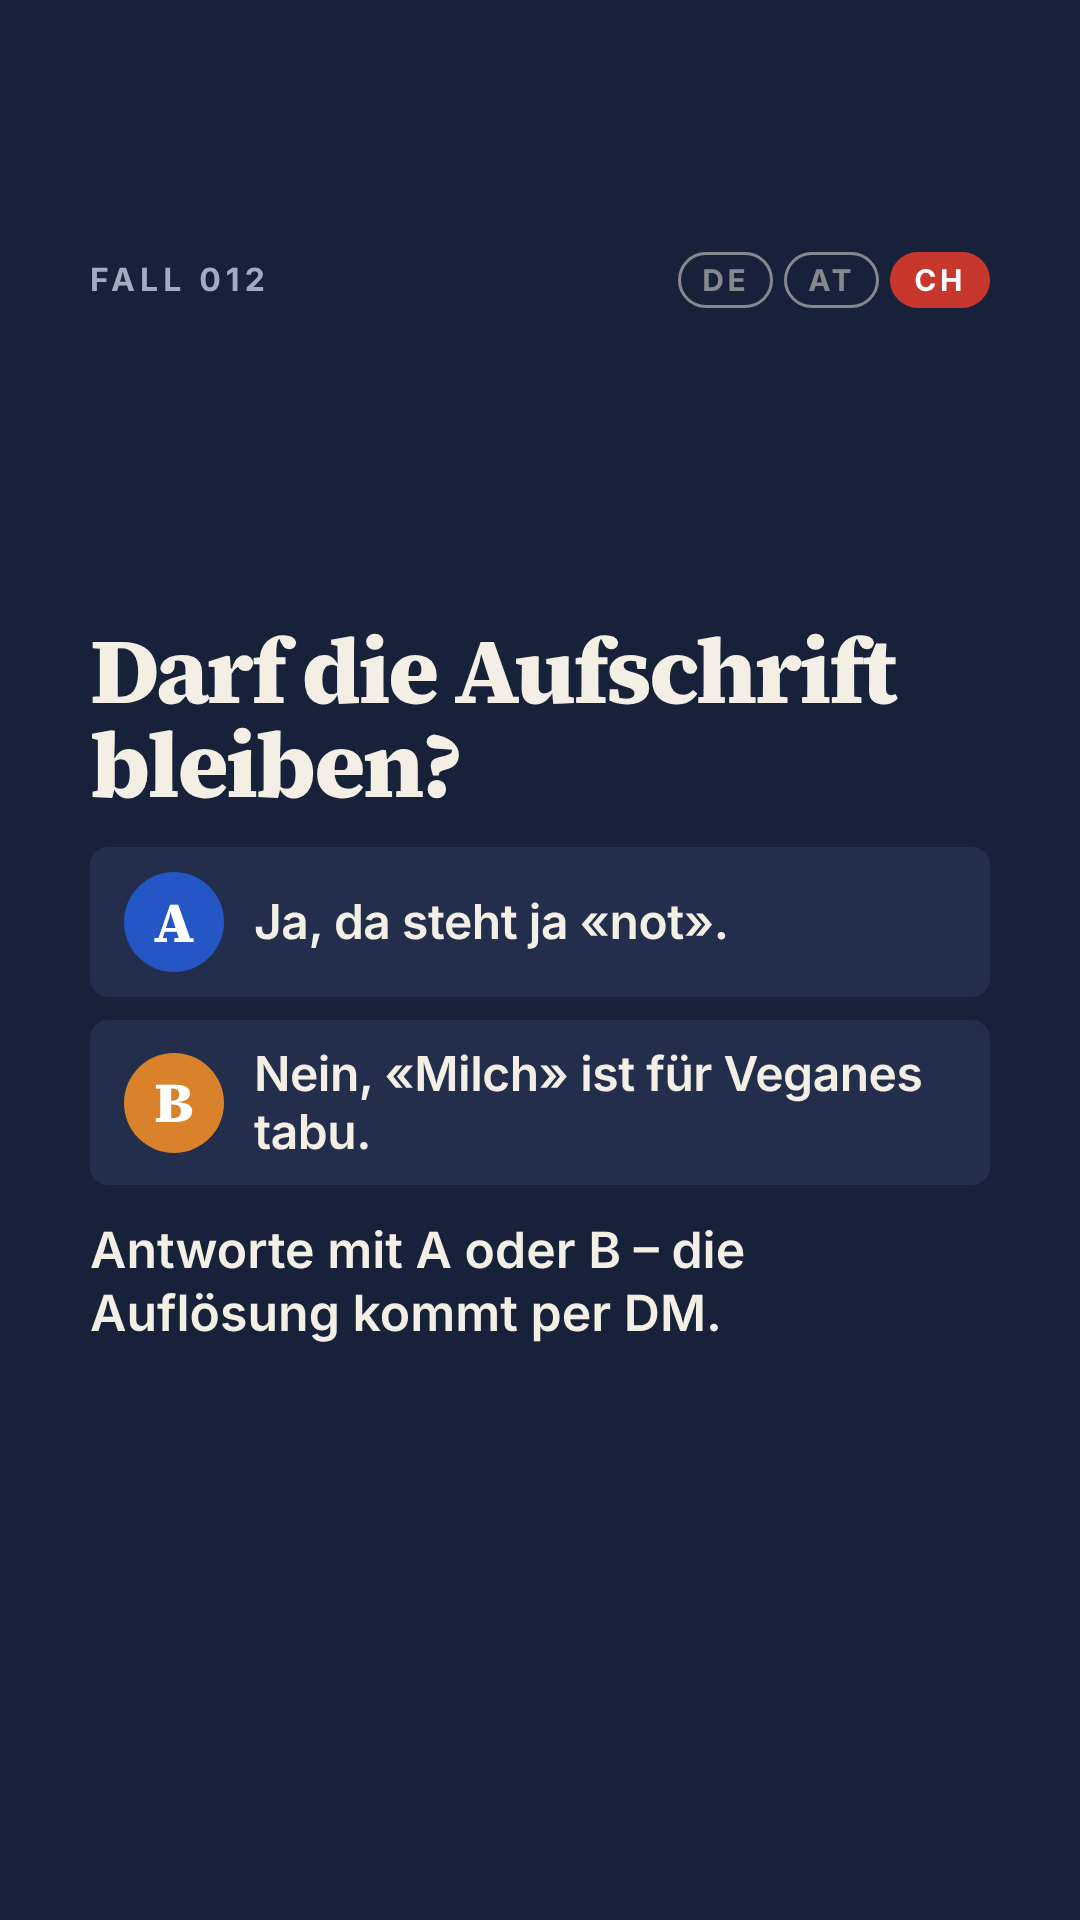 FALL 012
DE AT CH
Darf die Aufschrift
bleiben?
A Ja, da steht ja «not».
B Nein, «Milch» ist für Veganes
tabu.
Antworte mit A oder B – die
Auflösung kommt per DM.